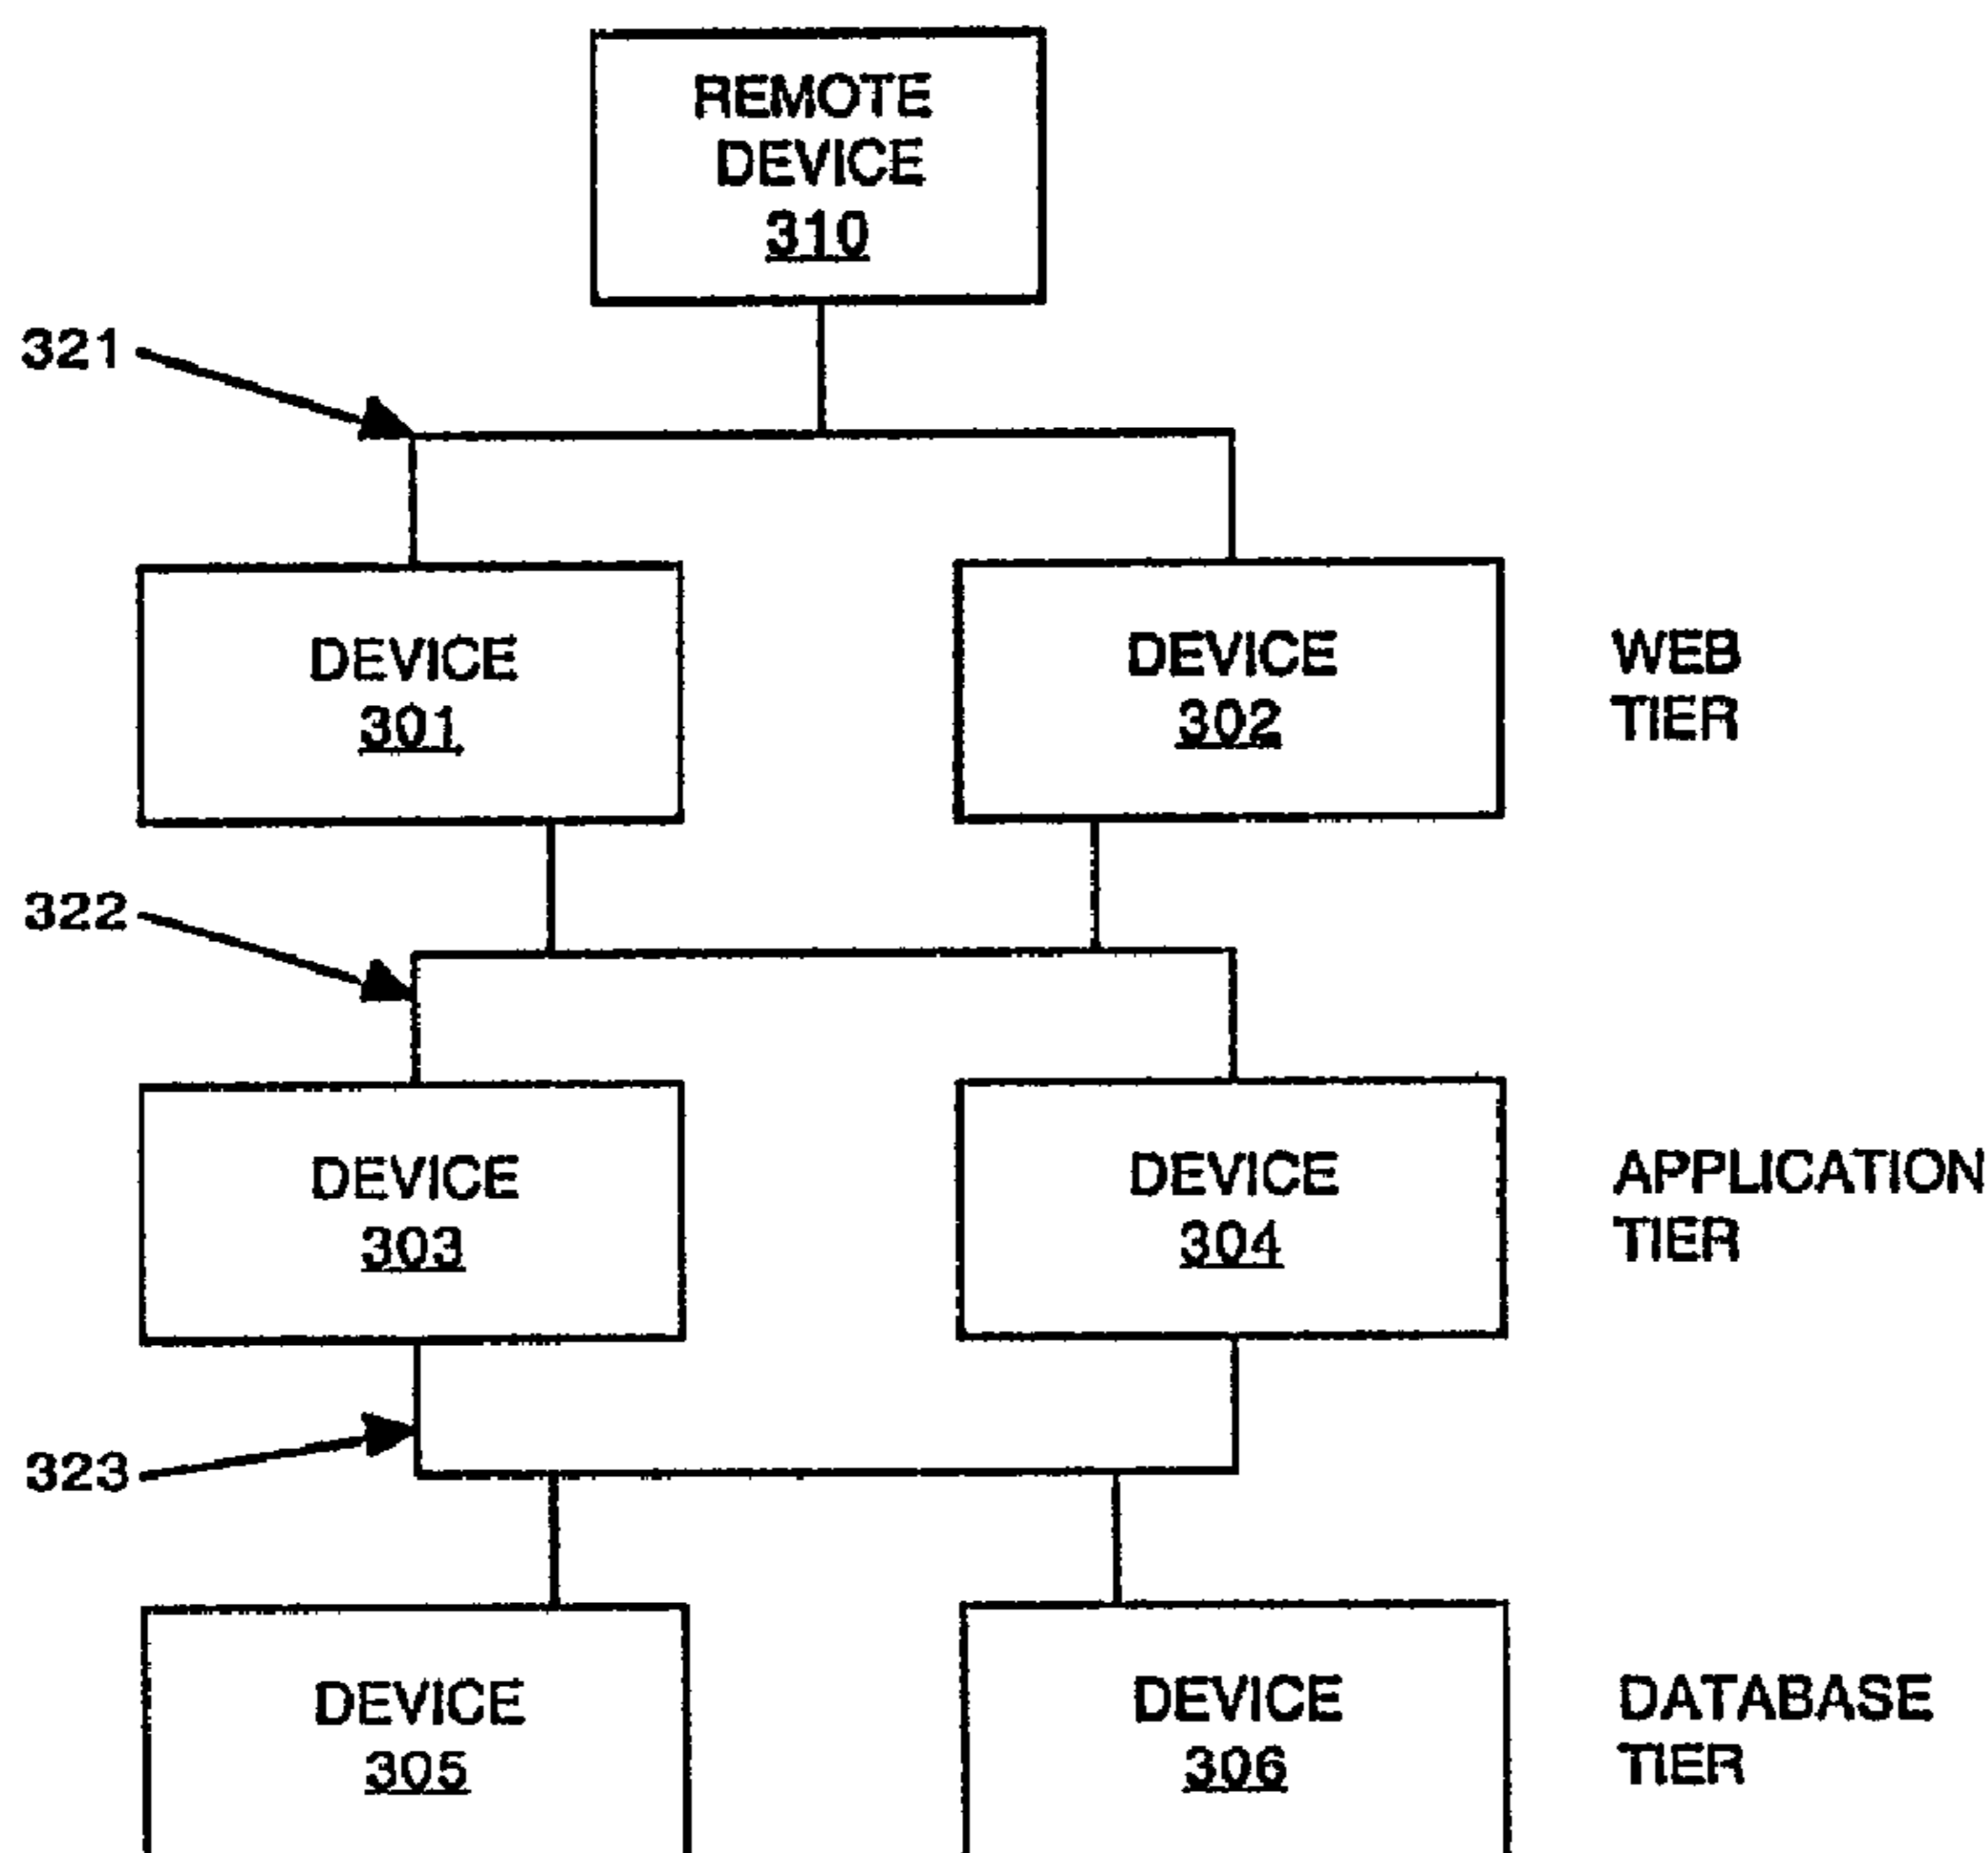 REMOTE
DEVICE
310
321
DEVICE
301
DEVICE
302
WEB
TIER
322
DEVICE
303
DEVICE
304
APPLICATION
TIER
323
DEVICE
305
DEVICE
306
DATABASE
TIER